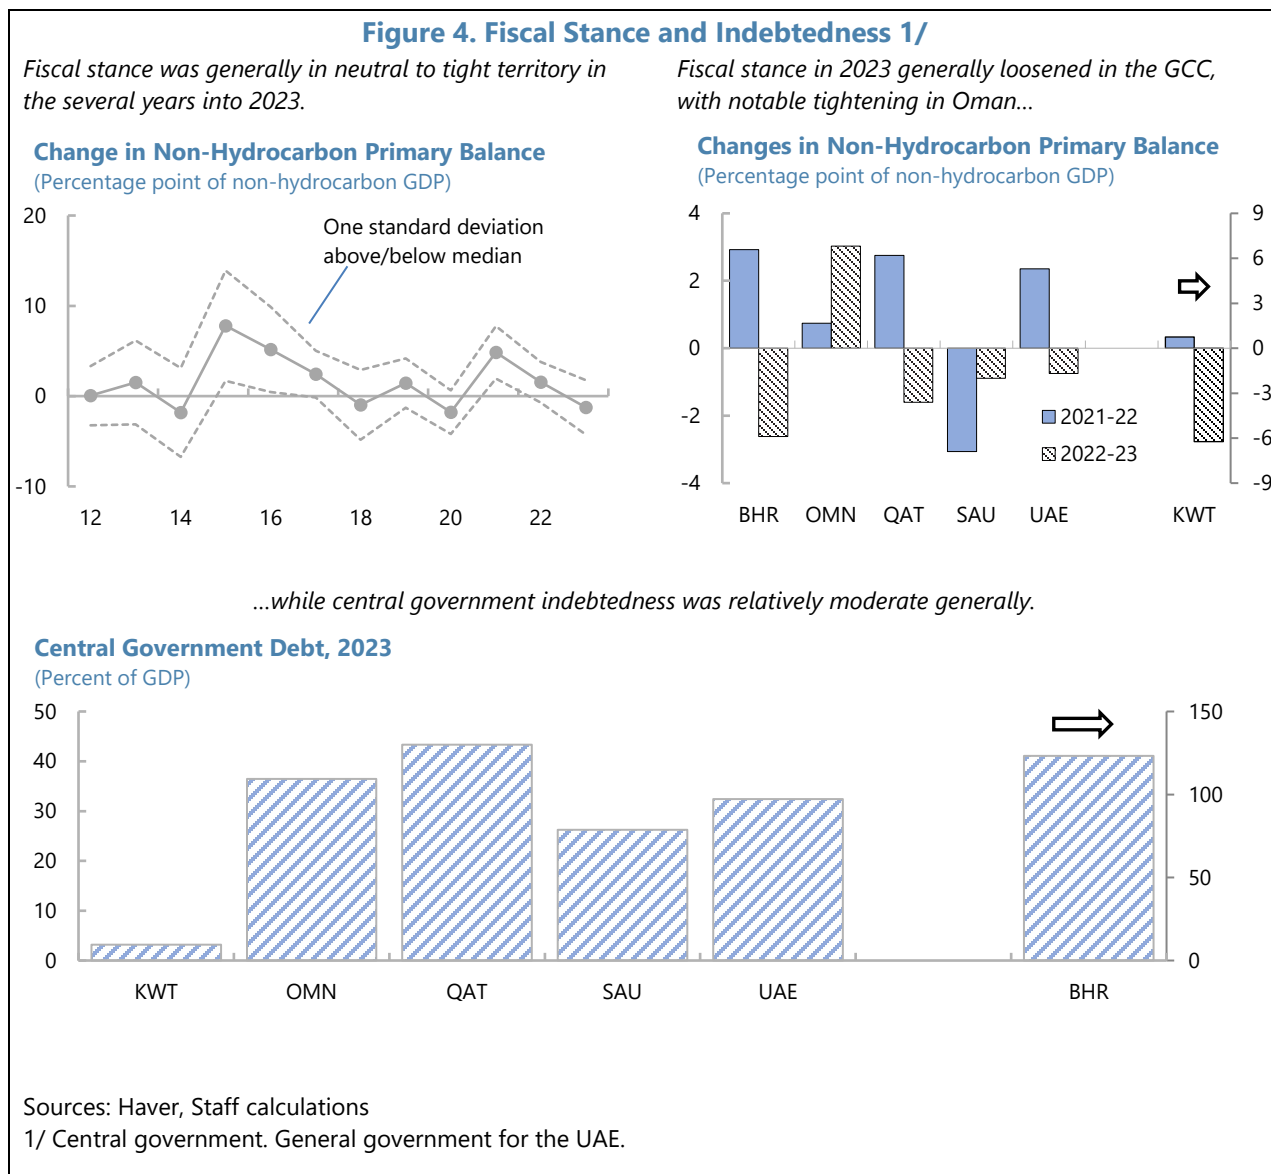 Figure 4. Fiscal Stance and Indebtedness 1/
Fiscal stance was generally in neutral to tight territory in
the several years into 2023.
Change in Non-Hydrocarbon Primary Balance
(Percentage point of non-hydrocarbon GDP)
20
10
0
-10
One standard deviation
above/below median
12 14 16 18 20 22
Fiscal stance in 2023 generally loosened in the GCC,
with notable tightening in Oman...
Changes in Non-Hydrocarbon Primary Balance
(Percentage point of non-hydrocarbon GDP)
4
2
0
-2
-4
9
6
3
0
-3
-6
-9
2021-22
2022-23
BHR OMN QAT SAU UAE KWT
...while central government indebtedness was relatively moderate generally.
Central Government Debt, 2023
(Percent of GDP)
50
40
30
20
10
0
150
100
50
0
KWT OMN QAT SAU UAE BHR
Sources: Haver, Staff calculations
1/ Central government. General government for the UAE.